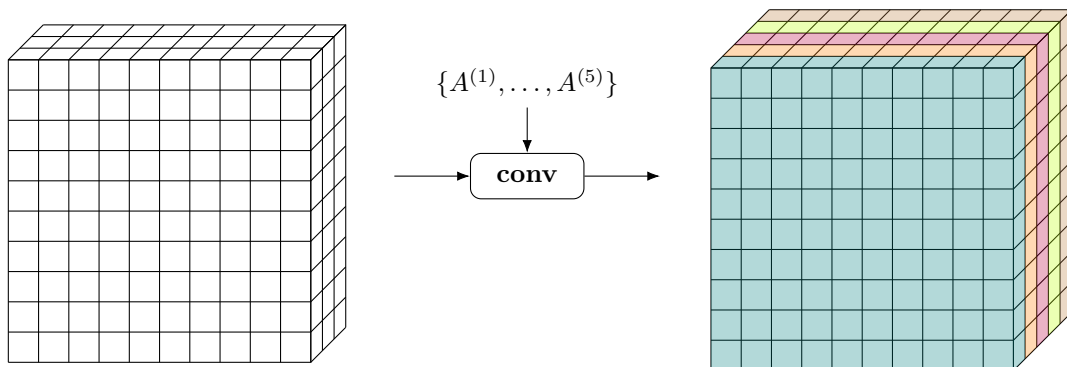 {A^(1), . . . , A^(5)}
conv